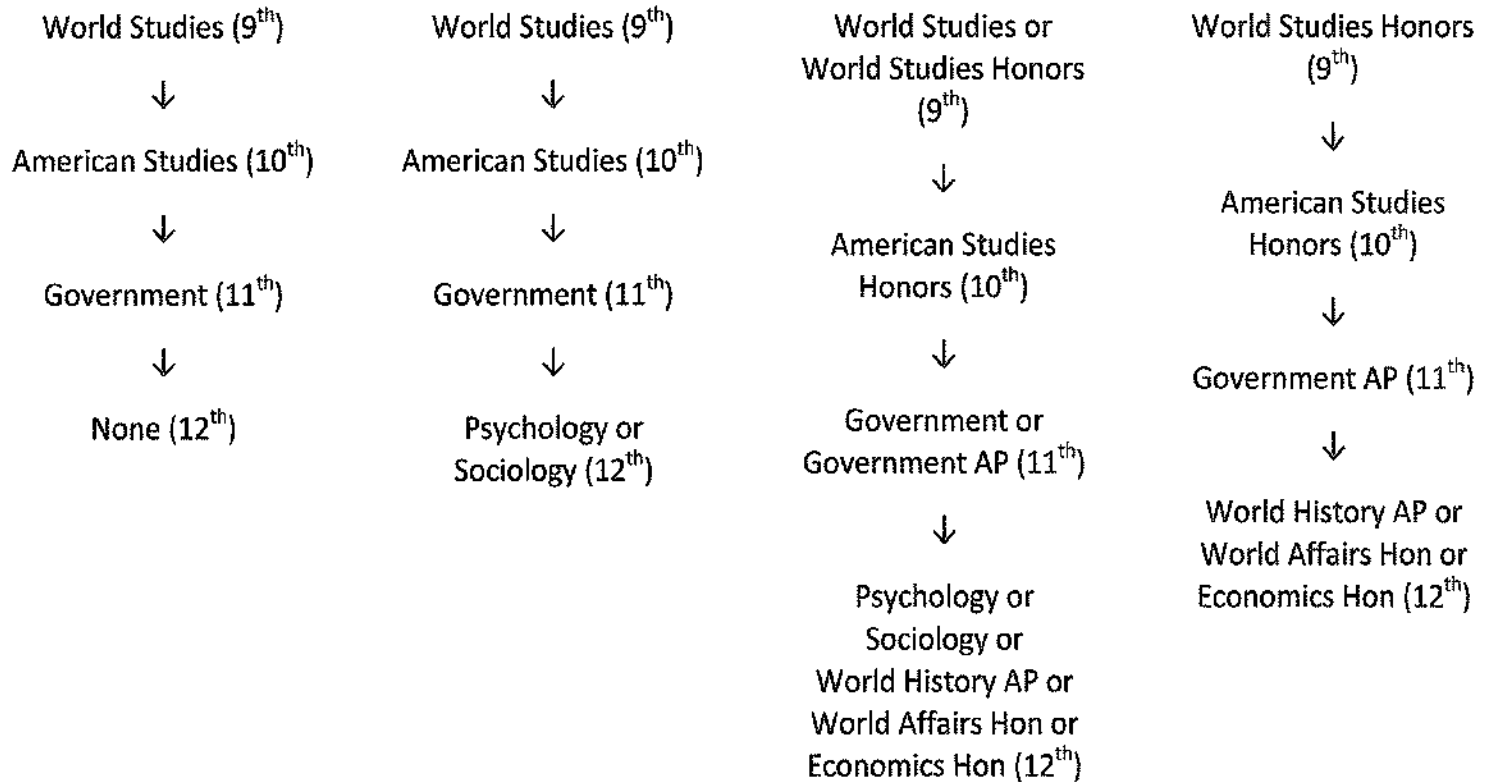 World Studies (9th)
↓
American Studies (10th)
↓
Government (11th)
↓
None (12th)
World Studies (9th)
↓
American Studies (10th)
↓
Government (11th)
↓
Psychology or
Sociology (12th)
World Studies or
World Studies Honors
(9th)
↓
American Studies
Honors (10th)
↓
Government or
Government AP (11th)
↓
Psychology or
Sociology or
World History AP or
World Affairs Hon or
Economics Hon (12th)
World Studies Honors
(9th)
↓
American Studies
Honors (10th)
↓
Government AP (11th)
↓
World History AP or
World Affairs Hon or
Economics Hon (12th)